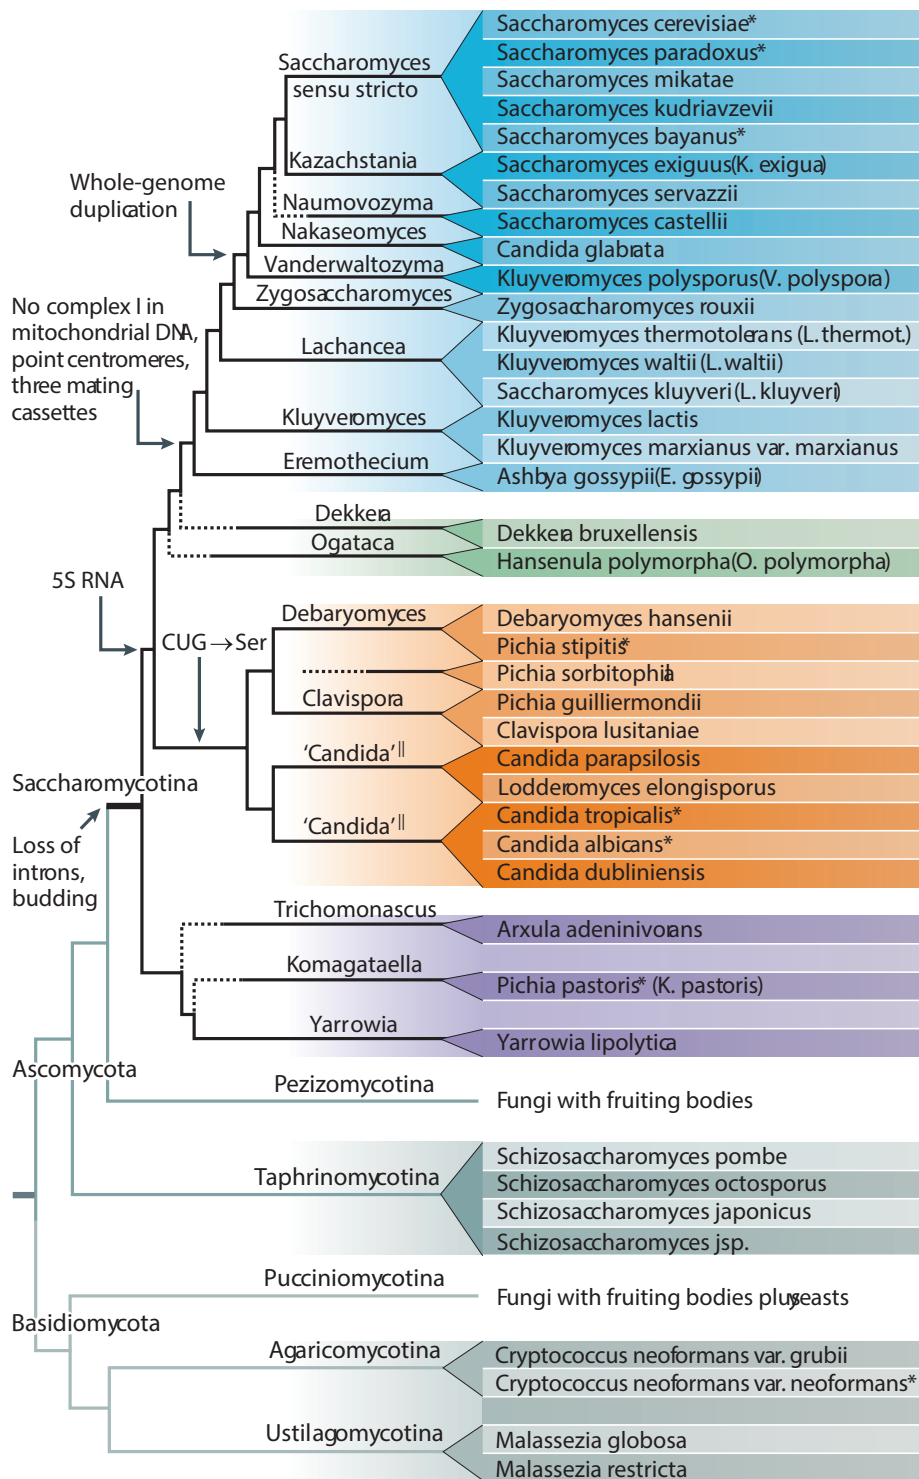 Saccharomyces cerevisiae*
Saccharomyces paradoxus*
Saccharomyces
sensu stricto
Saccharomyces mikatae
Saccharomyces kudriavzevii
Saccharomyces bayanus*
Kazachstania
Saccharomyces exiguus(K. exigua)
Saccharomyces servazzii
Whole-genome
duplication
Naumovozyma
Saccharomyces castellii
Nakaseomyces
Candida glabrata
Vanderwaltozyma
Kluyveromyces polysporus(V. polyspora)
Zygosaccharomyces
Zygosaccharomyces rouxii
No complex I in
mitochondrial DNA,
point centromeres,
three mating
cassettes
Kluyveromyces thermotolerans (L. thermot.)
Lachancea
Kluyveromyces waltii (L. waltii)
Saccharomyces kluyveri (L. kluyveri)
Kluyveromyces
Kluyveromyces lactis
Kluyveromyces marxianus var. marxianus
Eremothecium
Ashbya gossypii(E. gossypii)
Dekkera
Dekkera bruxellensis
Ogataca
Hansenula polymorpha(O. polymorpha)
5S RNA
CUG → Ser
Debaryomyces
Debaryomyces hansenii
Pichia stipitis*
Pichia sorbitophila
Clavispora
Pichia guilliermondii
Clavispora lusitaniae
'Candida'||
Candida parapsilosis
Lodderomyces elongisporus
Saccharomycotina
'Candida'||
Candida tropicalis*
Candida albicans*
Candida dubliniensis
Loss of
introns,
budding
Trichomonascus
Arxula adeninivorans
Komagataella
Pichia pastoris* (K. pastoris)
Yarrowia
Yarrowia lipolytica
Ascomycota
Pezizomycotina
Fungi with fruiting bodies
Taphrinomycotina
Schizosaccharomyces pombe
Schizosaccharomyces octosporus
Schizosaccharomyces japonicus
Schizosaccharomyces jsp.
Pucciniomycotina
Fungi with fruiting bodies plus yeasts
Basidiomycota
Agaricomycotina
Cryptococcus neoformans var. grubii
Cryptococcus neoformans var. neoformans*
Ustilagomycotina
Malassezia globosa
Malassezia restricta